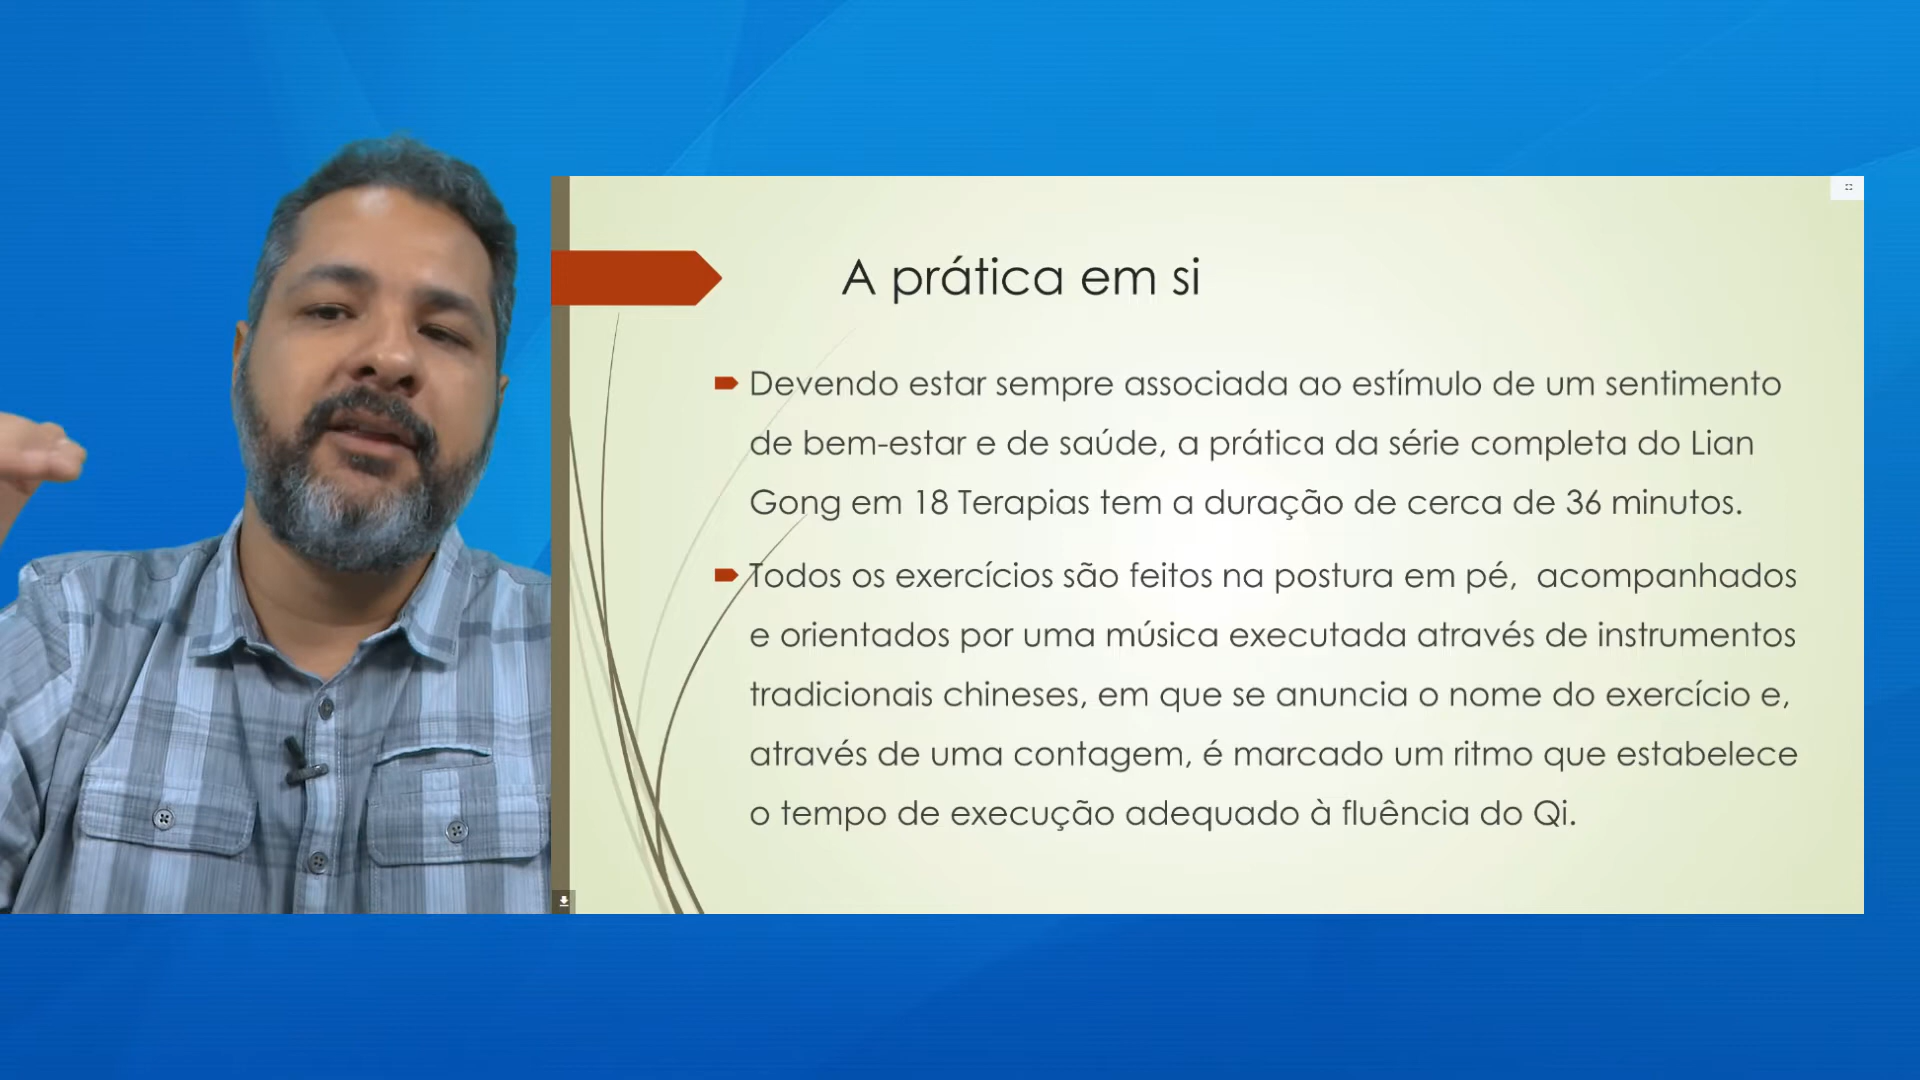 A prática em si
Devendo estar sempre associada ao estímulo de um sentimento
de bem-estar e de saúde, a prática da série completa do Lian
Gong em 18 Terapias tem a duração de cerca de 36 minutos.
Todos os exercícios são feitos na postura em pé,  acompanhados
e orientados por uma música executada através de instrumentos
tradicionais chineses, em que se anuncia o nome do exercício e,
através de uma contagem, é marcado um ritmo que estabelece
o tempo de execução adequado à fluência do Qi.